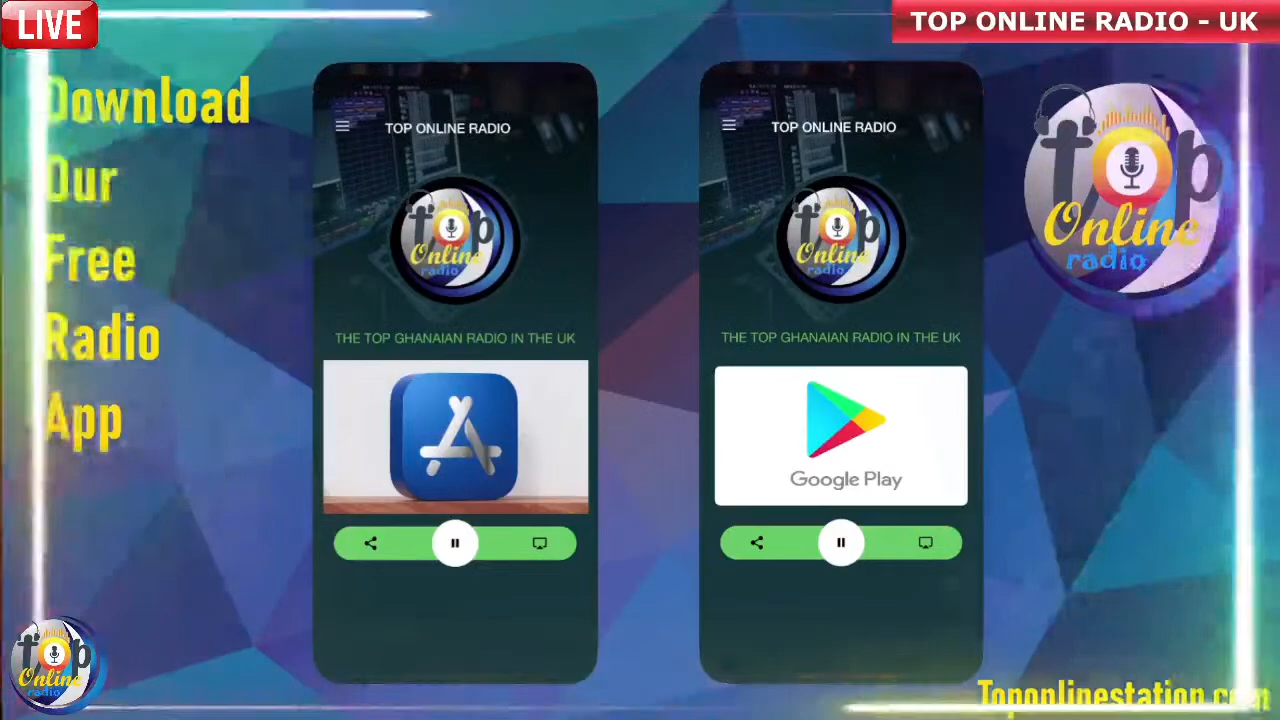 LIVE
TOP ONLINE RADIO - UK
Download
Our
Free
Radio
App
TOP ONLINE RADIO
top
Online
radio
THE TOP GHANAIAN RADIO IN THE UK
TOP ONLINE RADIO
top
Online
radio
THE TOP GHANAIAN RADIO IN THE UK
Google Play
top
Online
radio
top
Online
radio
Toponlinestation.com